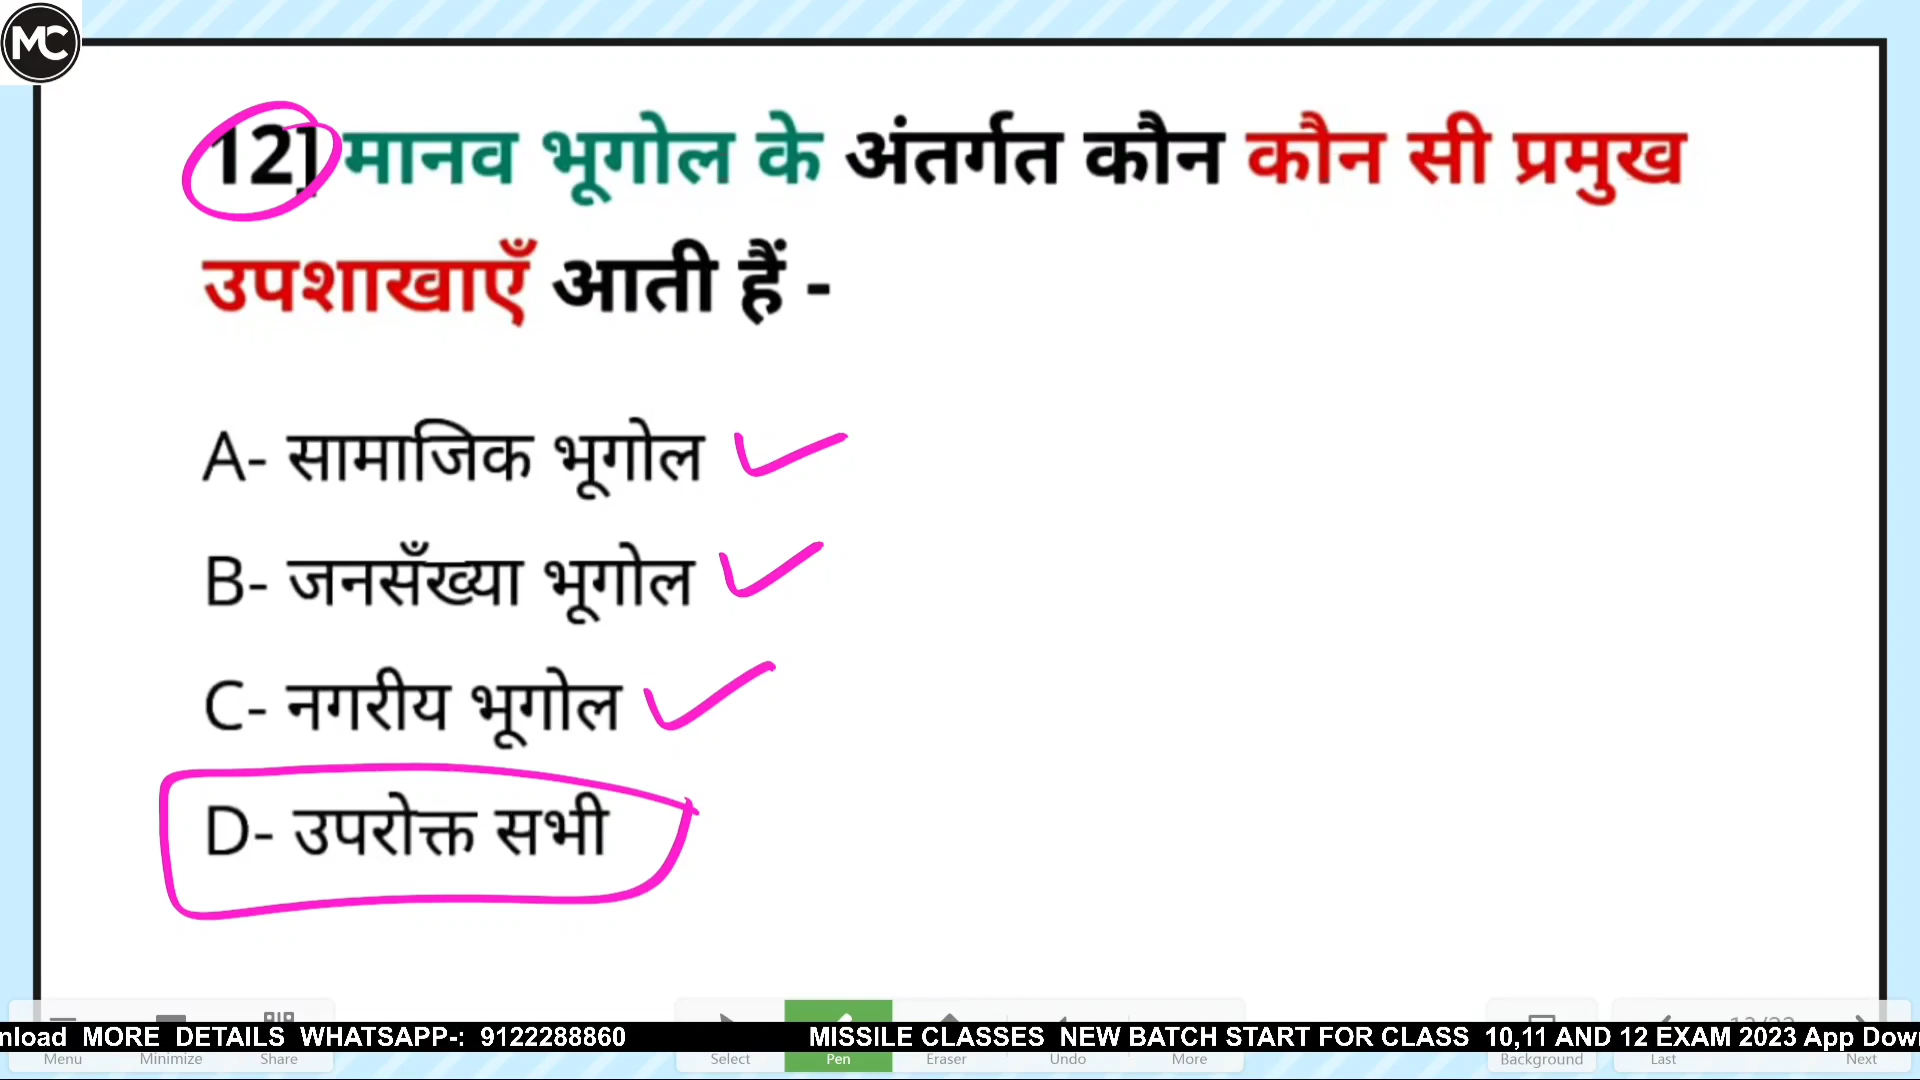 MC
12] मानव भूगोल के अंतर्गत कौन कौन सी प्रमुख
उपशाखाएँ आती हैं -
A- सामाजिक भूगोल
B- जनसँख्या भूगोल
C- नगरीय भूगोल
D- उपरोक्त सभी
nload MORE DETAILS WHATSAPP-: 9122288860 MISSILE CLASSES NEW BATCH START FOR CLASS 10,11 AND 12 EXAM 2023 App Dow
Menu Minimize Share Select Pen Eraser Undo More Background Last Next